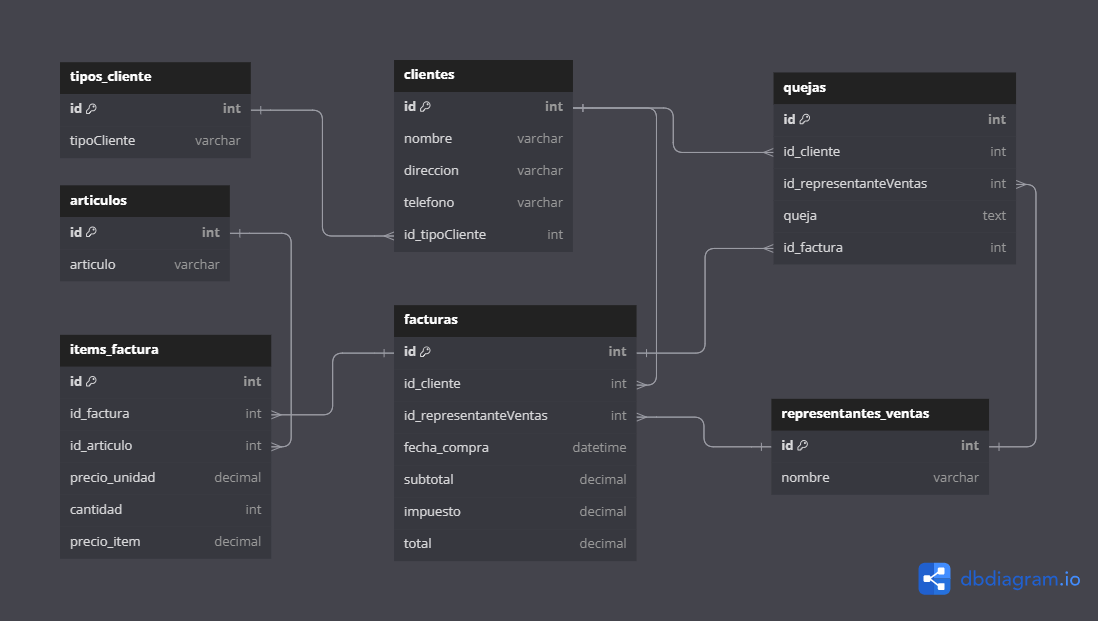 tipos_cliente
id int
tipoCliente varchar
articulos
id int
articulo varchar
items_factura
id int
id_factura int
id_articulo int
precio_unidad decimal
cantidad int
precio_item decimal
clientes
id int
nombre varchar
direccion varchar
telefono varchar
id_tipoCliente int
facturas
id int
id_cliente int
id_representanteVentas int
fecha_compra datetime
subtotal decimal
impuesto decimal
total decimal
quejas
id int
id_cliente int
id_representanteVentas int
queja text
id_factura int
representantes_ventas
id int
nombre varchar
dbdiagram.io